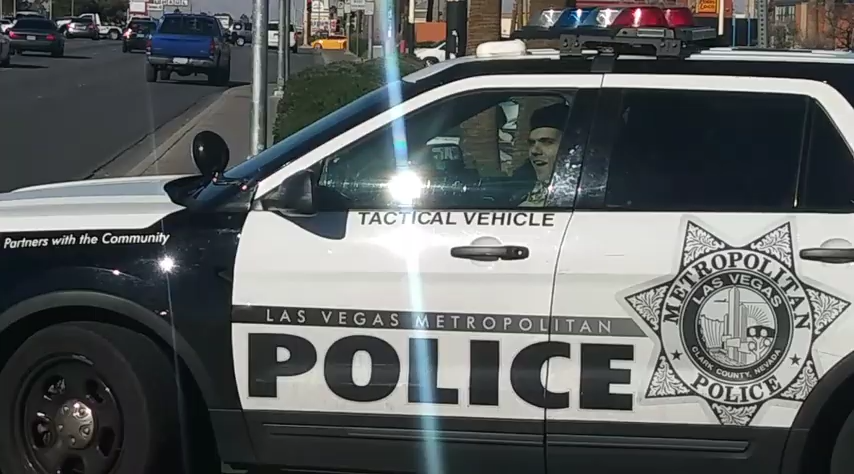 TACTICAL VEHICLE
Partners with the Community
LAS VEGAS METROPOLITAN
POLICE
METROPOLITAN
LAS VEGAS
CLARK COUNTY, NEVADA
POLICE